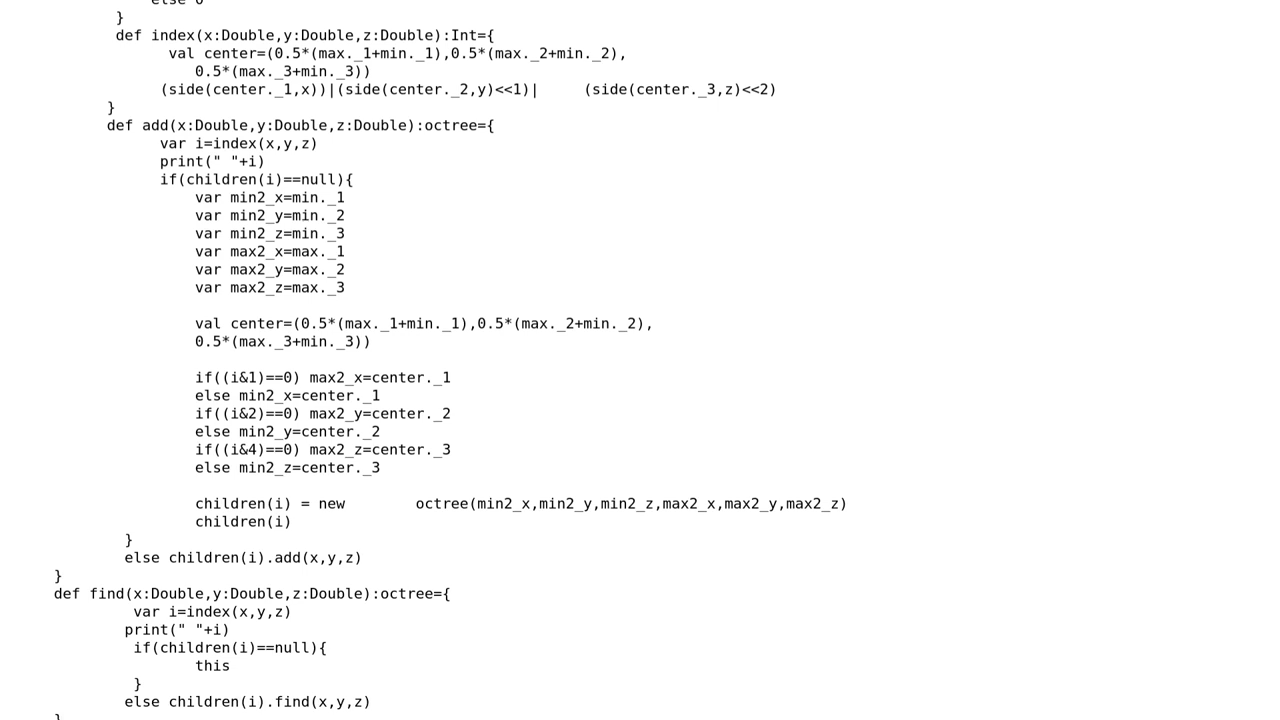 else 0
}
def index(x:Double,y:Double,z:Double):Int={
val center=(0.5*(max._1+min._1),0.5*(max._2+min._2),
0.5*(max._3+min._3))
(side(center._1,x))|(side(center._2,y)<<1)|     (side(center._3,z)<<2)
}
def add(x:Double,y:Double,z:Double):octree={
var i=index(x,y,z)
print(" "+i)
if(children(i)==null){
var min2_x=min._1
var min2_y=min._2
var min2_z=min._3
var max2_x=max._1
var max2_y=max._2
var max2_z=max._3
val center=(0.5*(max._1+min._1),0.5*(max._2+min._2),
0.5*(max._3+min._3))
if((i&1)==0) max2_x=center._1
else min2_x=center._1
if((i&2)==0) max2_y=center._2
else min2_y=center._2
if((i&4)==0) max2_z=center._3
else min2_z=center._3
children(i) = new        octree(min2_x,min2_y,min2_z,max2_x,max2_y,max2_z)
children(i)
}
else children(i).add(x,y,z)
}
def find(x:Double,y:Double,z:Double):octree={
var i=index(x,y,z)
print(" "+i)
if(children(i)==null){
this
}
else children(i).find(x,y,z)
}